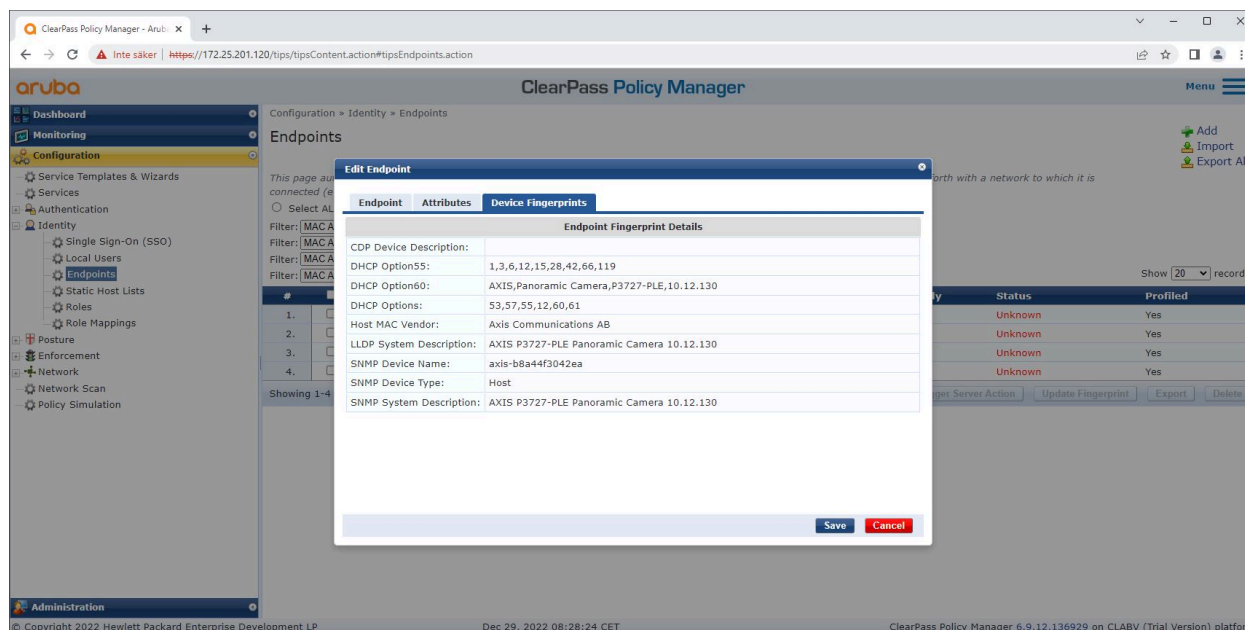 ClearPass Policy Manager - Arub
Inte säker | https://172.25.201.120/tips/tipsContent.action#tipsEndpoints.action
aruba
ClearPass Policy Manager
Menu
Dashboard
Monitoring
Configuration
Service Templates & Wizards
Services
Authentication
Identity
Single Sign-On (SSO)
Local Users
Endpoints
Static Host Lists
Roles
Role Mappings
Posture
Enforcement
Network
Network Scan
Policy Simulation
Administration
Configuration » Identity » Endpoints
Endpoints
Add
Import
Export Al
This page au
orth with a network to which it is
connected (e
Select AL
Filter: MAC A
Filter: MAC A
Filter: MAC A
Filter: MAC A
Show 20 record
# y Status Profiled
1. Unknown Yes
2. Unknown Yes
3. Unknown Yes
4. Unknown Yes
Showing 1-4
ger Server Action Update Fingerprint Export Delete
Edit Endpoint
Endpoint Attributes Device Fingerprints
Endpoint Fingerprint Details
CDP Device Description:
DHCP Option55: 1,3,6,12,15,28,42,66,119
DHCP Option60: AXIS,Panoramic Camera,P3727-PLE,10.12.130
DHCP Options: 53,57,55,12,60,61
Host MAC Vendor: Axis Communications AB
LLDP System Description: AXIS P3727-PLE Panoramic Camera 10.12.130
SNMP Device Name: axis-b8a44f3042ea
SNMP Device Type: Host
SNMP System Description: AXIS P3727-PLE Panoramic Camera 10.12.130
Save Cancel
© Copyright 2022 Hewlett Packard Enterprise Development LP
Dec 29, 2022 08:28:24 CET
ClearPass Policy Manager 6.9.12.136929 on CLABV (Trial Version) platfor